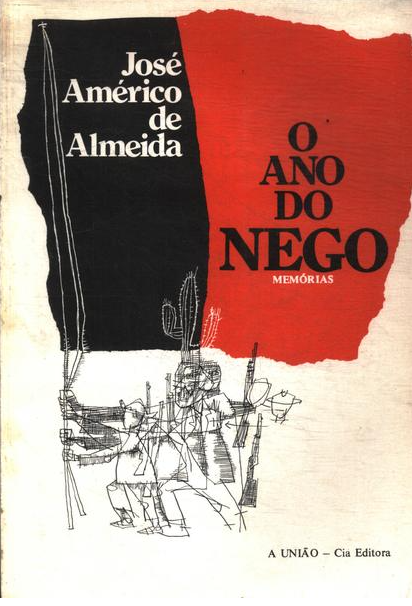 José
Américo
de
Almeida
O
ANO
DO
NEGO
MEMÓRIAS
A UNIÃO – Cia Editora